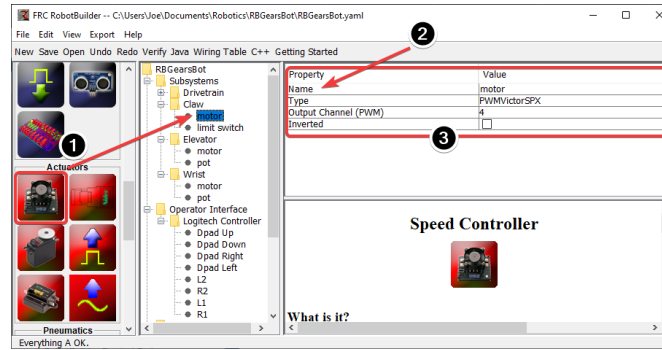 FRC RobotBuilder -- C:\Users\Joe\Documents\Robotics\RBGearsBot\RBGearsBot.yaml
File Edit View Export Help
New Save Open Undo Redo Verify Java Wiring Table C++ Getting Started
Actuators
Pneumatics
1
RBGearsBot
Subsystems
Drivetrain
Claw
motor
limit switch
Elevator
motor
pot
Wrist
motor
pot
Operator Interface
Logitech Controller
Dpad Up
Dpad Down
Dpad Right
Dpad Left
L2
R2
L1
R1
2
Property Value
Name motor
Type PWMVictorSPX
Output Channel (PWM) 4
Inverted
3
Speed Controller
What is it?
Everything A OK.